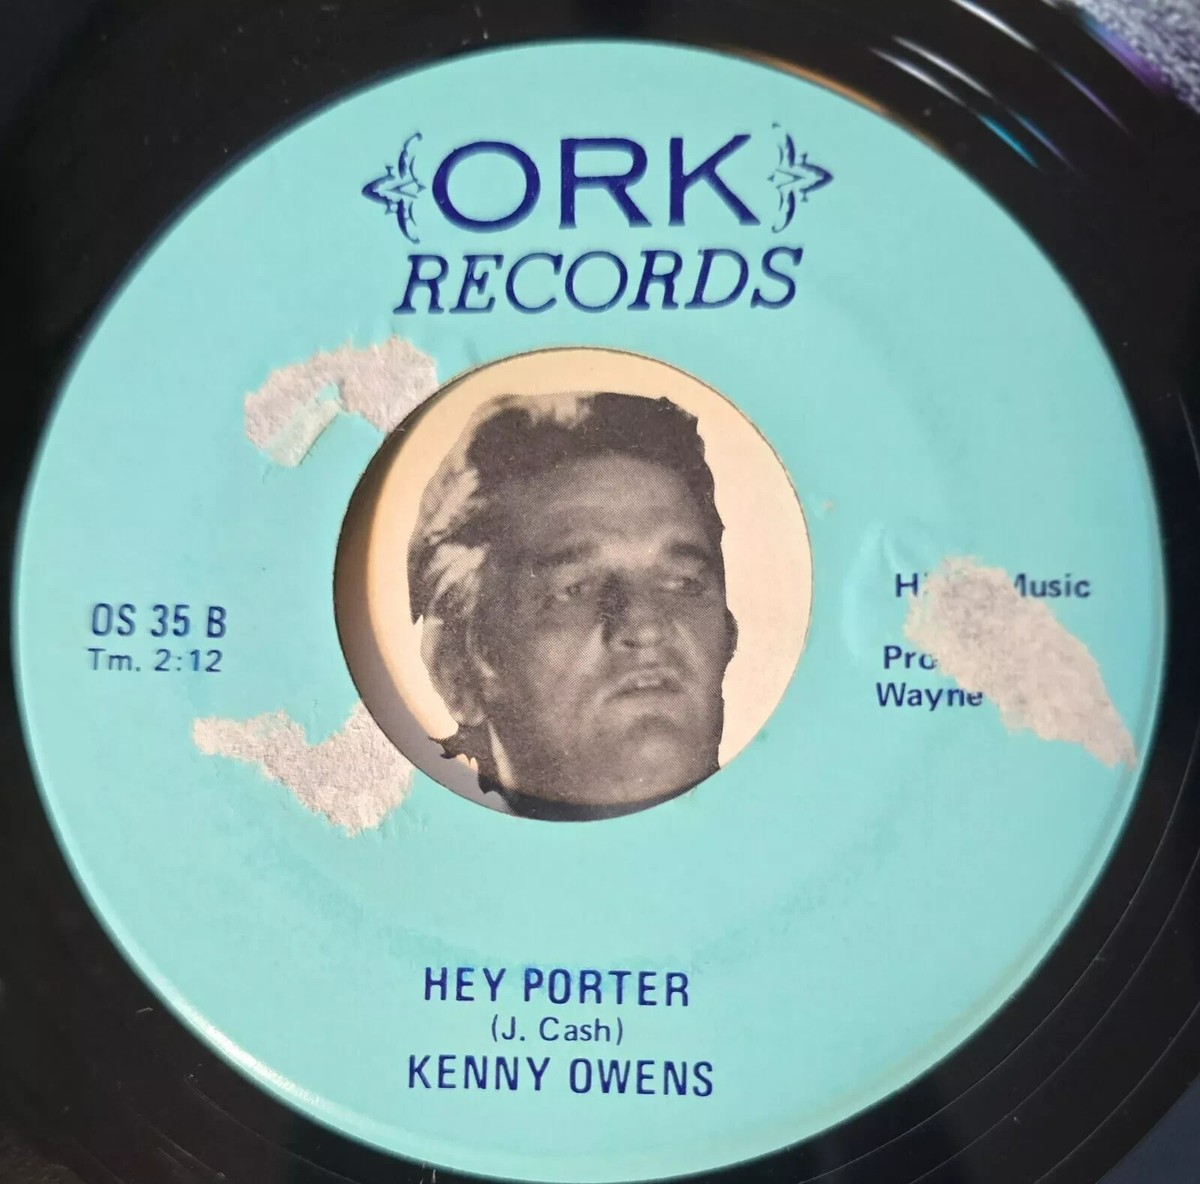 ORK
RECORDS
OS 35 B
Tm. 2:12
Music
Wayne
HEY PORTER
(J. Cash)
KENNY OWENS